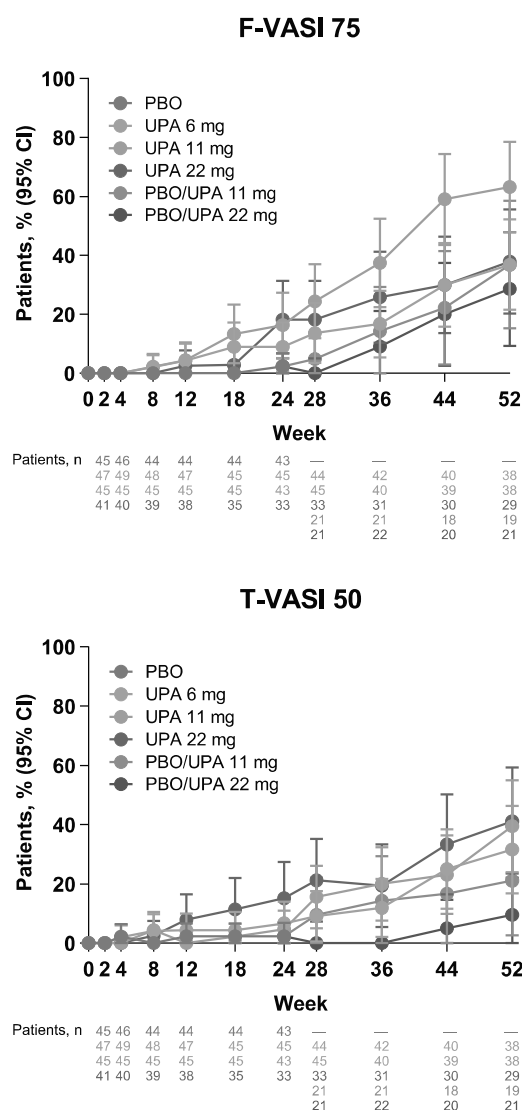 F-VASI 75
Patients, % (95% CI)
100
80
60
40
20
0
PBO
UPA 6 mg
UPA 11 mg
UPA 22 mg
PBO/UPA 11 mg
PBO/UPA 22 mg
0 2 4 8 12 18 24 28 36 44 52
Week
Patients, n 45 46 44 44 44 43 — — — —
47 49 48 47 45 45 44 42 40 38
45 45 45 45 45 43 45 40 39 38
41 40 39 38 35 33 33 31 30 29
21 21 18 19
21 22 20 21
T-VASI 50
Patients, % (95% CI)
100
80
60
40
20
0
PBO
UPA 6 mg
UPA 11 mg
UPA 22 mg
PBO/UPA 11 mg
PBO/UPA 22 mg
0 2 4 8 12 18 24 28 36 44 52
Week
Patients, n 45 46 44 44 44 43 — — — —
47 49 48 47 45 45 44 42 40 38
45 45 45 45 45 43 45 40 39 38
41 40 39 38 35 33 33 31 30 29
21 21 18 19
21 22 20 21